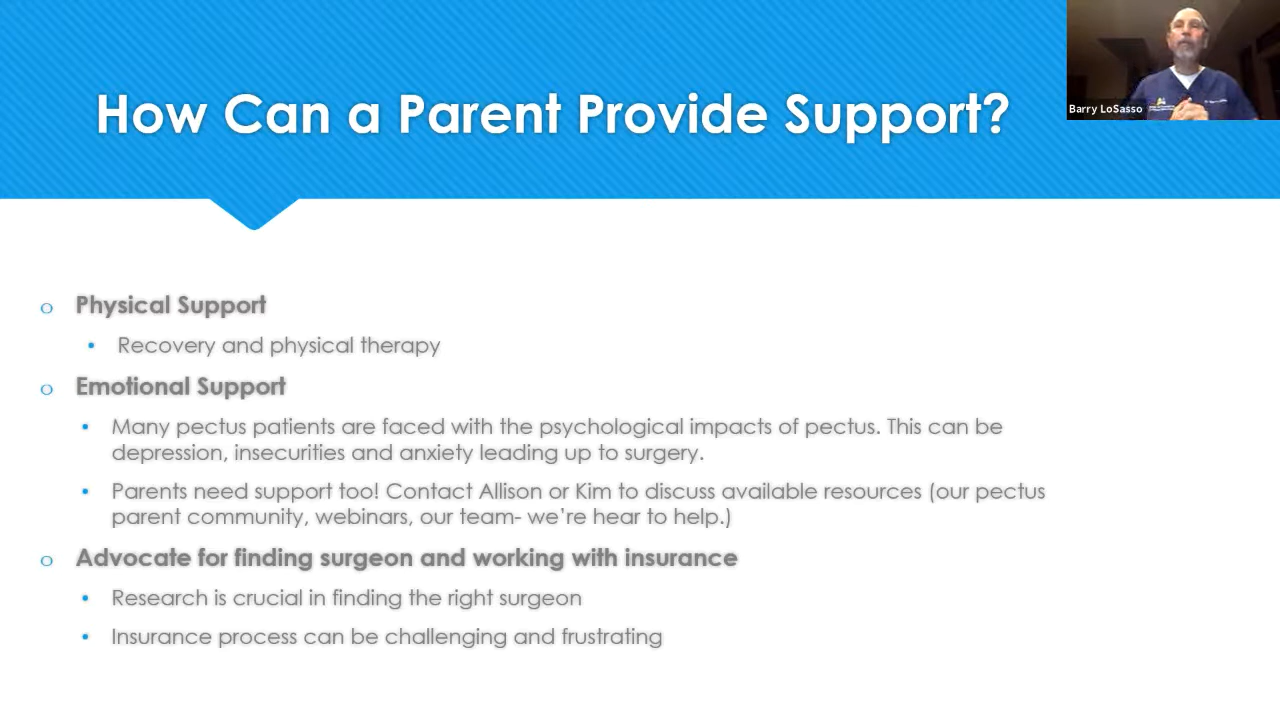 How Can a Parent Provide Support?
Barry LoSasso
o Physical Support
• Recovery and physical therapy
o Emotional Support
• Many pectus patients are faced with the psychological impacts of pectus. This can be
depression, insecurities and anxiety leading up to surgery.
• Parents need support too! Contact Allison or Kim to discuss available resources (our pectus
parent community, webinars, our team- we're hear to help.)
o Advocate for finding surgeon and working with insurance
• Research is crucial in finding the right surgeon
• Insurance process can be challenging and frustrating